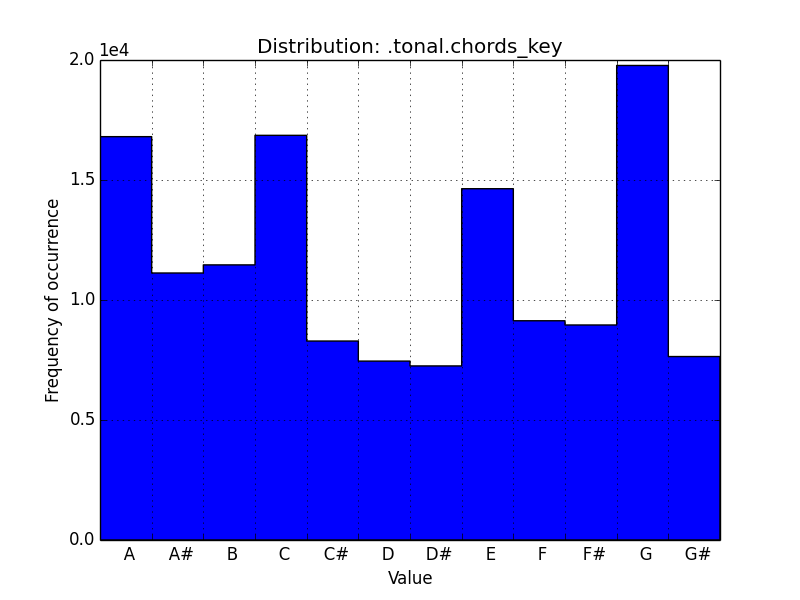 Distribution: .tonal.chords_key
1e4
2.0
1.5
1.0
0.5
0.0
Frequency of occurrence
A A# B C C# D D# E F F# G G#
Value